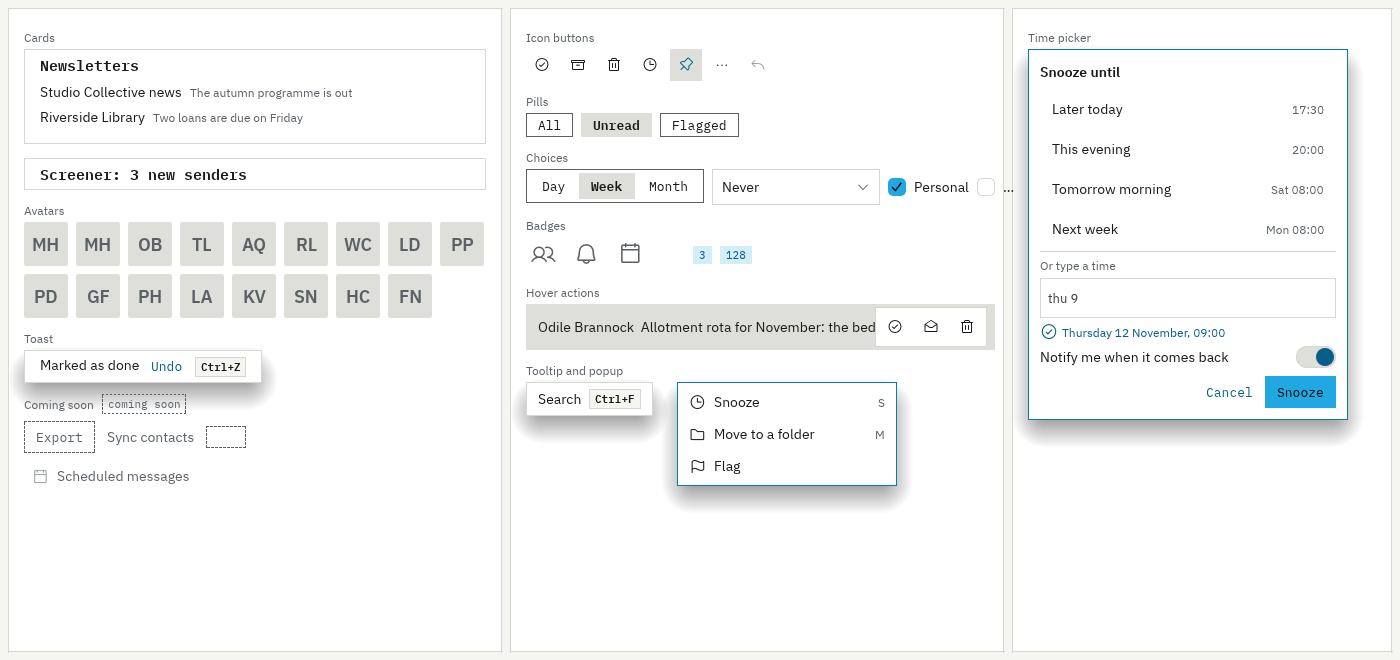 Cards
Newsletters
Studio Collective news The autumn programme is out
Riverside Library Two loans are due on Friday
Screener: 3 new senders
Avatars
MH MH OB TL AQ RL WC LD PP
PD GF PH LA KV SN HC FN
Toast
Marked as done Undo Ctrl+Z
Coming soon coming soon
Export Sync contacts
Scheduled messages
Icon buttons
Pills
All Unread Flagged
Choices
Day Week Month Never Personal ...
Badges
3 128
Hover actions
Odile Brannock Allotment rota for November: the bed
Tooltip and popup
Search Ctrl+F
Snooze S
Move to a folder M
Flag
Time picker
Snooze until
Later today 17:30
This evening 20:00
Tomorrow morning Sat 08:00
Next week Mon 08:00
Or type a time
thu 9
Thursday 12 November, 09:00
Notify me when it comes back
Cancel Snooze